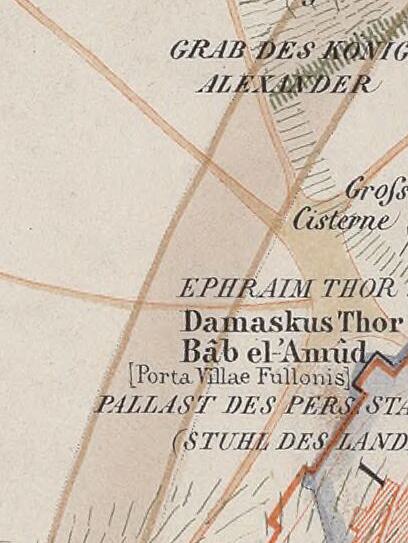 GRAB DES KÖNIG
ALEXANDER
Grofs
Cisterne
EPHRAIM THOR
Damaskus Thor
Bâb el-'Amûd
[Porta Villae Fullonis]
PALLAST DES PERS. STA
(STUHL DES LAND
I